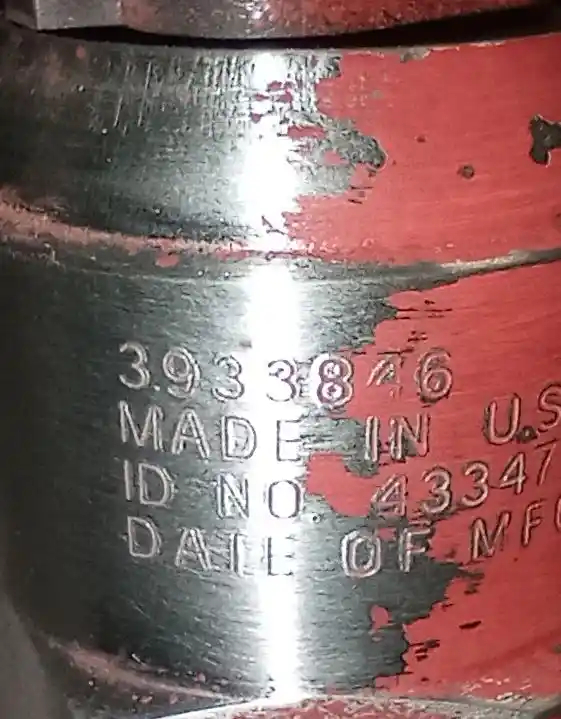 3933846
MADE IN U.S
ID NO. 43347
DATE OF MFG